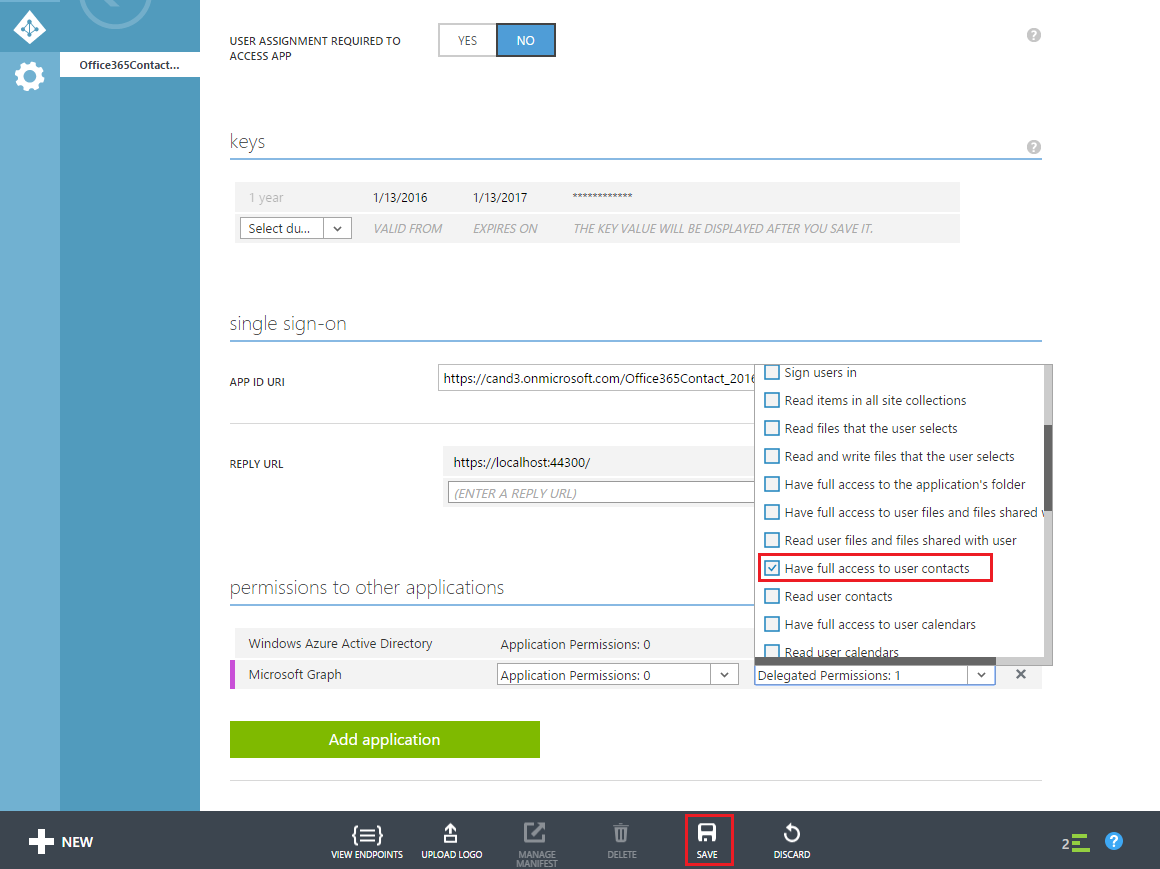 Office365Contact...
USER ASSIGNMENT REQUIRED TO
ACCESS APP
YES
NO
?
keys
?
1 year
1/13/2016
1/13/2017
************
Select du...
VALID FROM
EXPIRES ON
THE KEY VALUE WILL BE DISPLAYED AFTER YOU SAVE IT.
single sign-on
APP ID URI
https://cand3.onmicrosoft.com/Office365Contact_2016
REPLY URL
https://localhost:44300/
(ENTER A REPLY URL)
Sign users in
Read items in all site collections
Read files that the user selects
Read and write files that the user selects
Have full access to the application's folder
Have full access to user files and files shared
Read user files and files shared with user
Have full access to user contacts
Read user contacts
Have full access to user calendars
Read user calendars
permissions to other applications
Windows Azure Active Directory
Application Permissions: 0
Microsoft Graph
Application Permissions: 0
Delegated Permissions: 1
Add application
NEW
VIEW ENDPOINTS
UPLOAD LOGO
MANAGE
MANIFEST
DELETE
SAVE
DISCARD
2
?